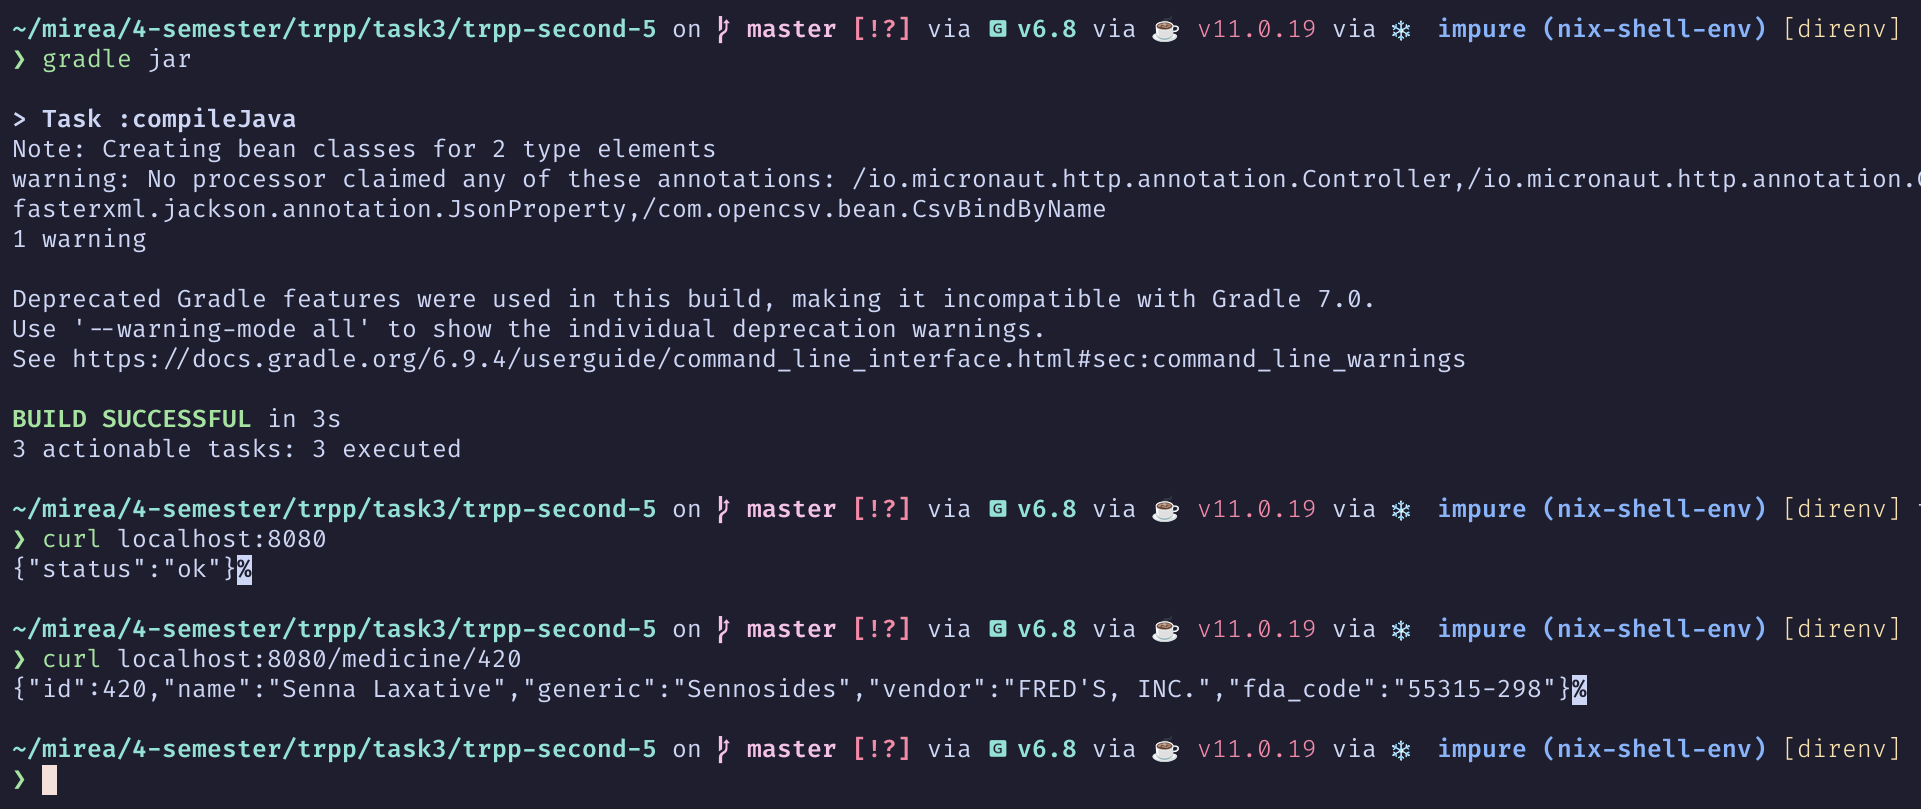 ~/mirea/4-semester/trpp/task3/trpp-second-5 on master [!?] via G v6.8 via ☕ v11.0.19 via ❄ impure (nix-shell-env) [direnv]
❯ gradle jar
> Task :compileJava
Note: Creating bean classes for 2 type elements
warning: No processor claimed any of these annotations: /io.micronaut.http.annotation.Controller,/io.micronaut.http.annotation.
fasterxml.jackson.annotation.JsonProperty,/com.opencsv.bean.CsvBindByName
1 warning
Deprecated Gradle features were used in this build, making it incompatible with Gradle 7.0.
Use '--warning-mode all' to show the individual deprecation warnings.
See https://docs.gradle.org/6.9.4/userguide/command_line_interface.html#sec:command_line_warnings
BUILD SUCCESSFUL in 3s
3 actionable tasks: 3 executed
~/mirea/4-semester/trpp/task3/trpp-second-5 on master [!?] via G v6.8 via ☕ v11.0.19 via ❄ impure (nix-shell-env) [direnv]
❯ curl localhost:8080
{"status":"ok"}%
~/mirea/4-semester/trpp/task3/trpp-second-5 on master [!?] via G v6.8 via ☕ v11.0.19 via ❄ impure (nix-shell-env) [direnv]
❯ curl localhost:8080/medicine/420
{"id":420,"name":"Senna Laxative","generic":"Sennosides","vendor":"FRED'S, INC.","fda_code":"55315-298"}%
~/mirea/4-semester/trpp/task3/trpp-second-5 on master [!?] via G v6.8 via ☕ v11.0.19 via ❄ impure (nix-shell-env) [direnv]
❯